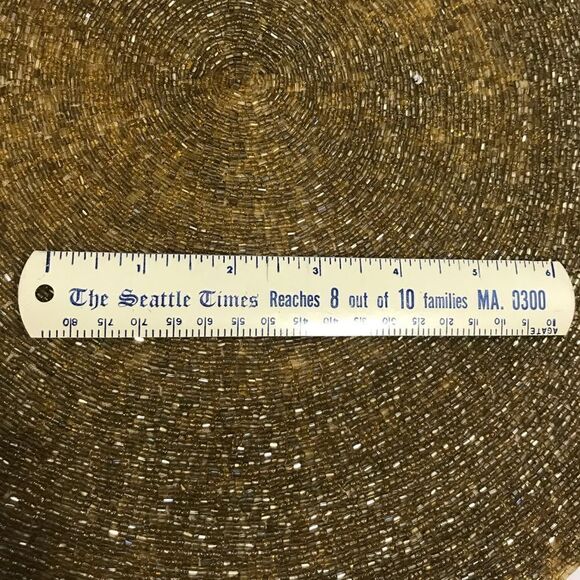 1 2 3 4 5 6
The Seattle Times Reaches 8 out of 10 families MA. 0300
AGATE 10 15 20 25 30 35 40 45 50 55 60 65 70 75 80